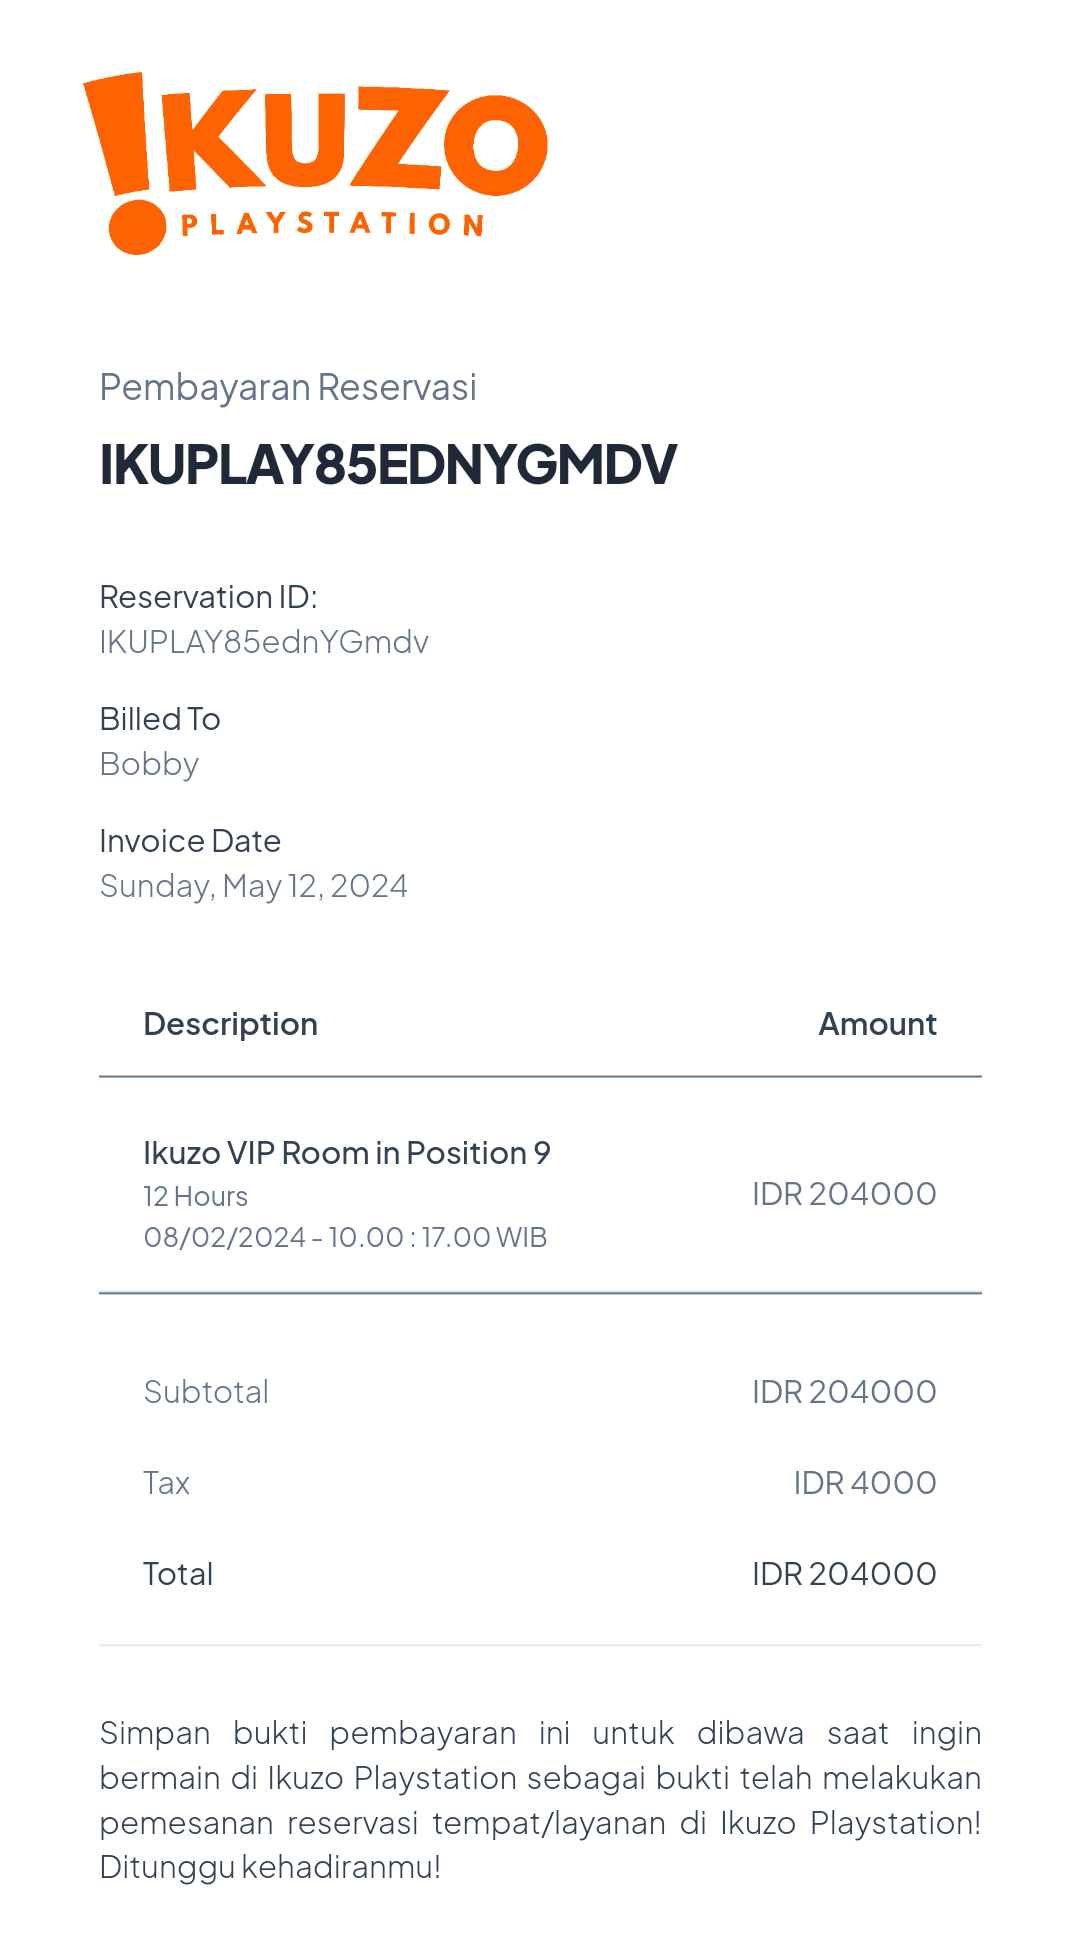 !KUZO
PLAYSTATION
Pembayaran Reservasi
IKUPLAY85EDNYGMDV
Reservation ID:
IKUPLAY85ednYGmdv
Billed To
Bobby
Invoice Date
Sunday, May 12, 2024
Description Amount
Ikuzo VIP Room in Position 9
12 Hours
IDR 204000
08/02/2024 - 10.00 : 17.00 WIB
Subtotal IDR 204000
Tax IDR 4000
Total IDR 204000
Simpan bukti pembayaran ini untuk dibawa saat ingin
bermain di Ikuzo Playstation sebagai bukti telah melakukan
pemesanan reservasi tempat/layanan di Ikuzo Playstation!
Ditunggu kehadiranmu!